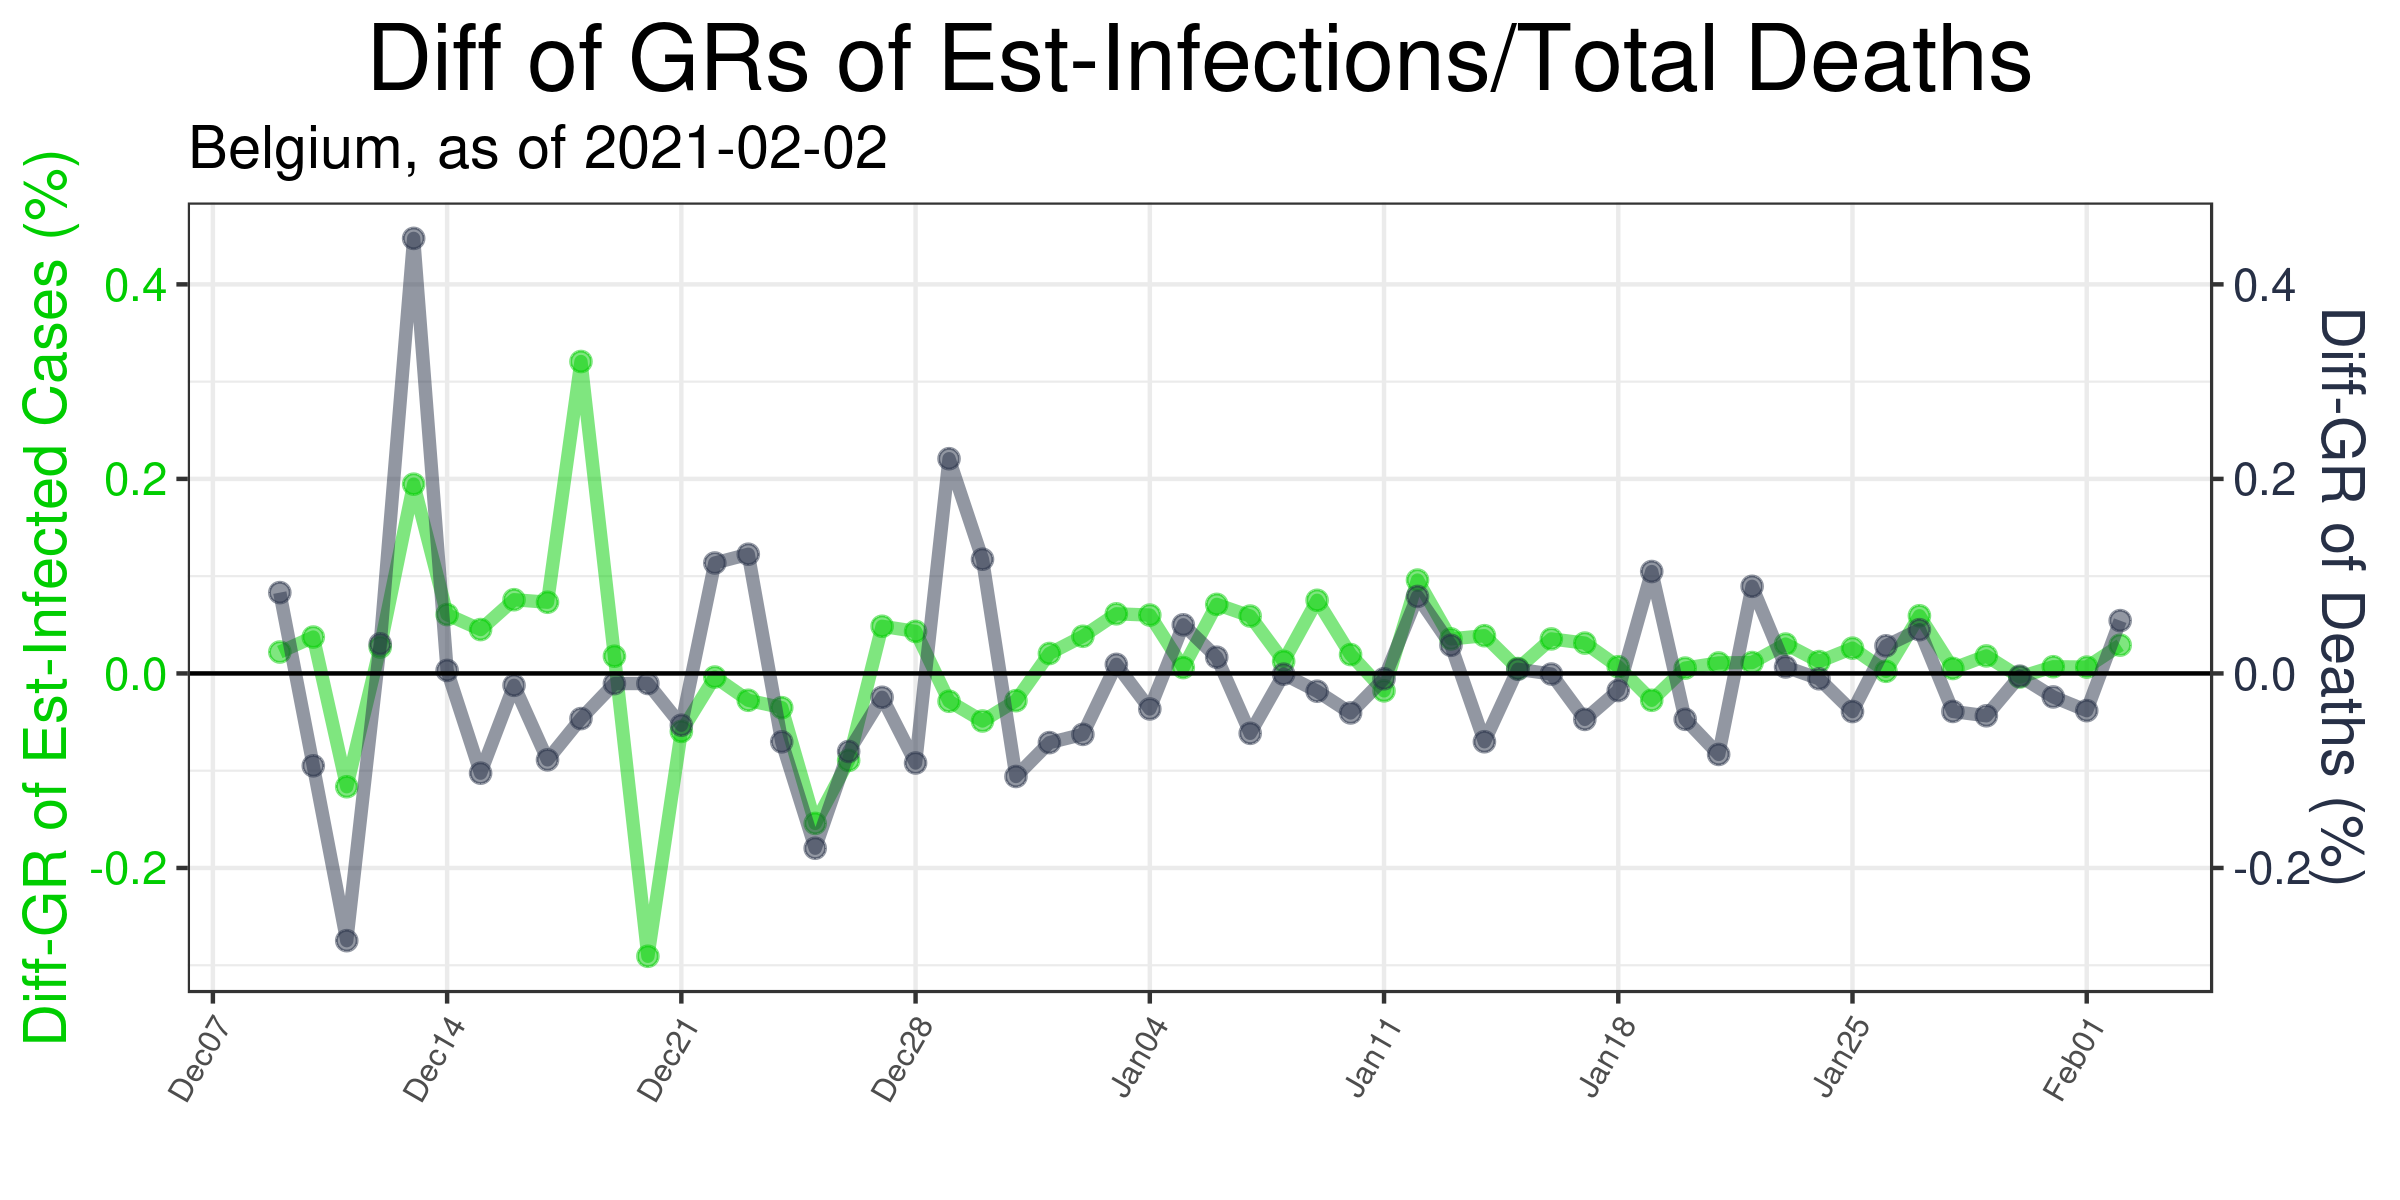 Diff of GRs of Est-Infections/Total Deaths
Belgium, as of 2021-02-02
Diff-GR of Est-Infected Cases (%)
0.4
0.2
0.0
-0.2
0.4
0.2
0.0
-0.2
Diff-GR of Deaths (%)
Dec07
Dec14
Dec21
Dec28
Jan04
Jan11
Jan18
Jan25
Feb01